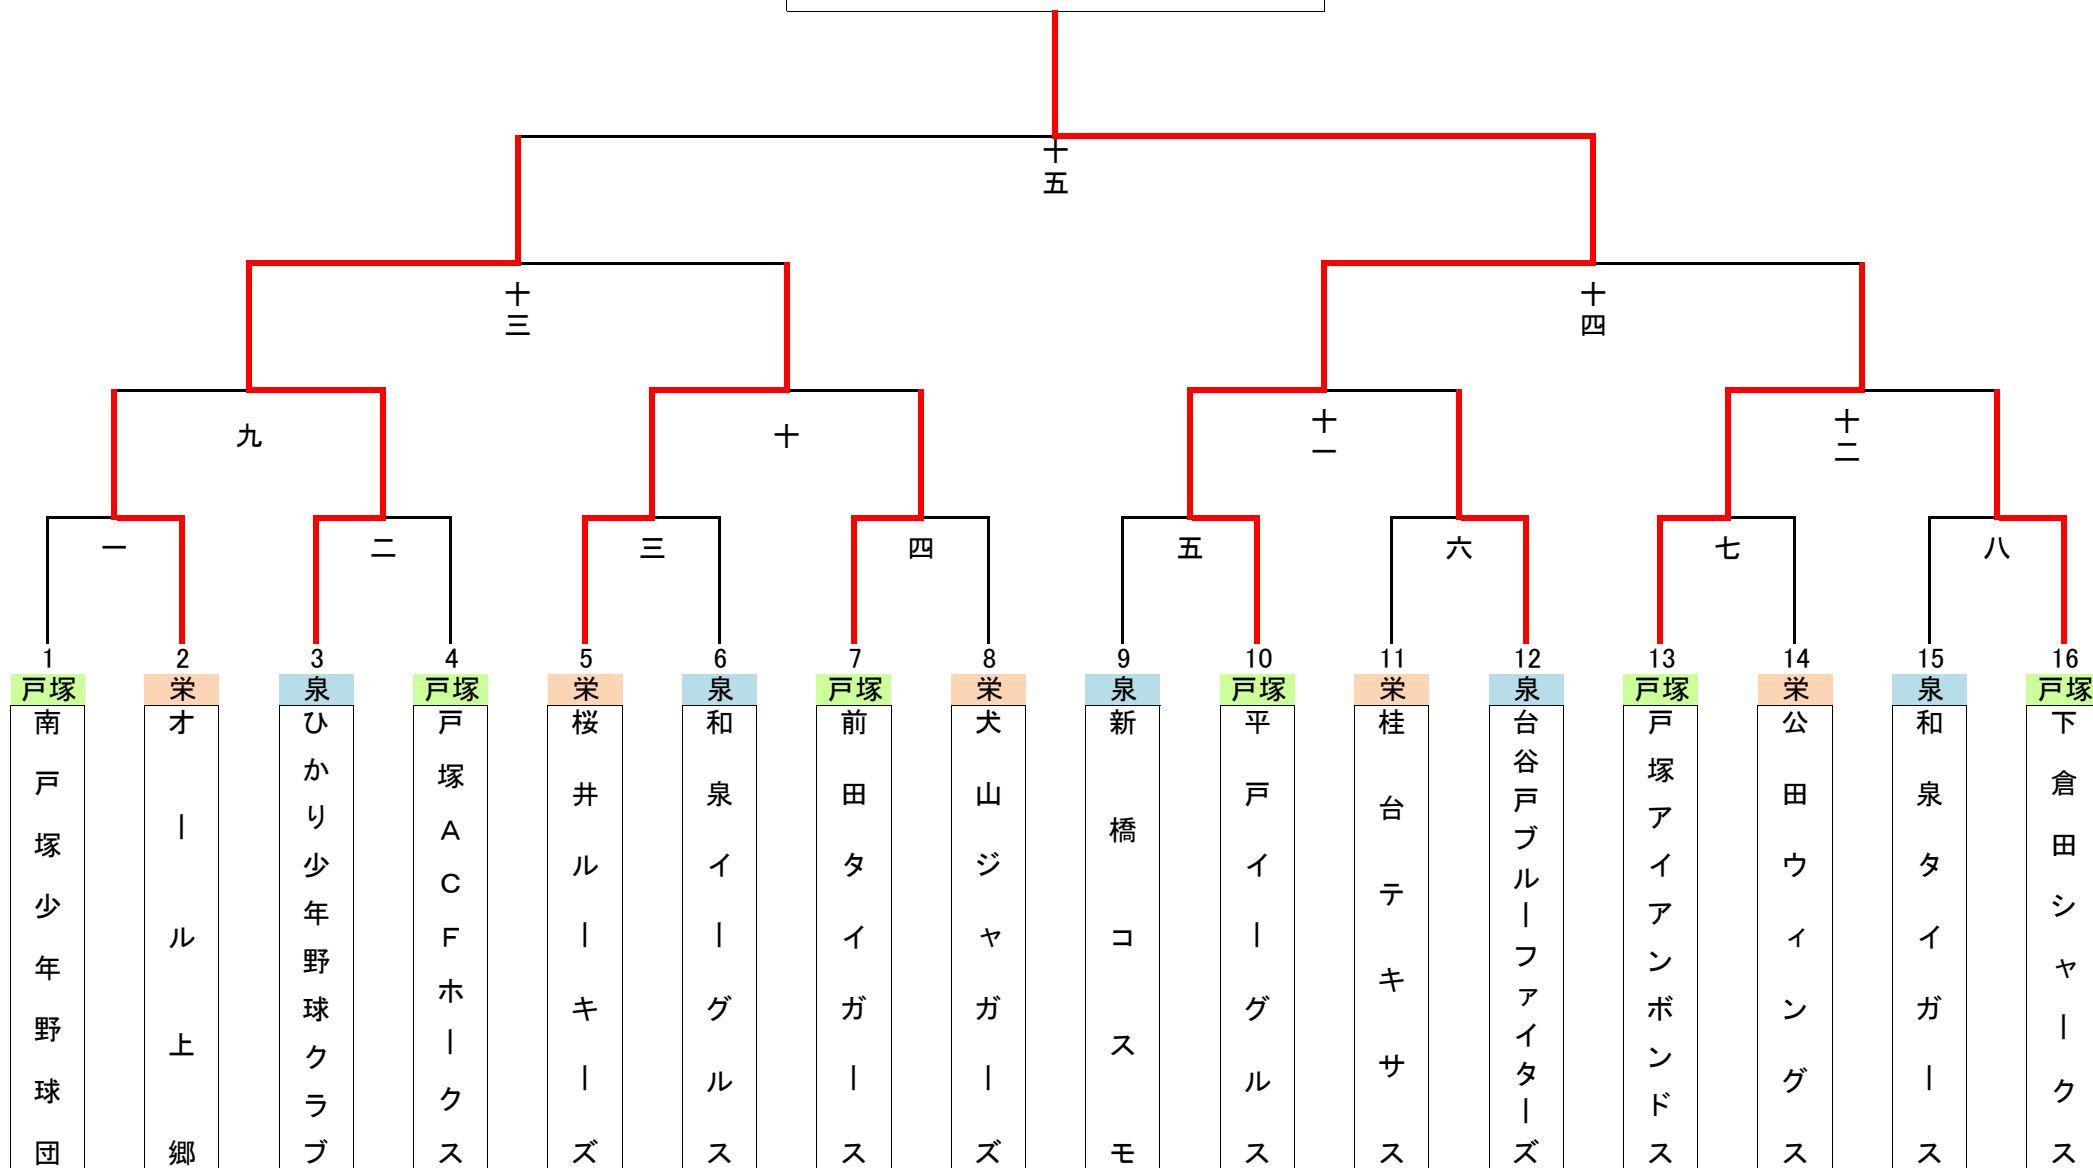 十五
十三
十四
九
十
十一
十二
一
二
三
四
五
六
七
八
1 2 3 4 5 6 7 8 9 10 11 12 13 14 15 16
戸塚 栄 泉 戸塚 栄 泉 戸塚 栄 泉 戸塚 栄 泉 戸塚 栄 泉 戸塚
南戸塚少年野球団
オール上郷
ひかり少年野球クラブ
戸塚ACFホークス
桜井ルーキーズ
和泉イーグルス
前田タイガース
犬山ジャガーズ
新橋コスモ
平戸イーグルス
桂台テキサス
台谷戸ブルーファイターズ
戸塚アイアンボンドス
公田ウィングス
和泉タイガース
下倉田シャークス